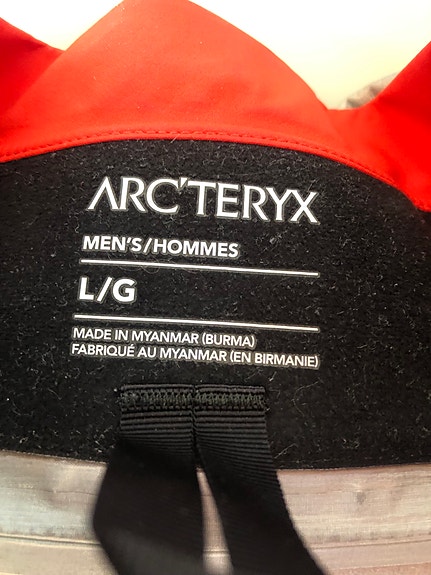 ARC'TERYX
MEN'S/HOMMES
L/G
MADE IN MYANMAR (BURMA)
FABRIQUÉ AU MYANMAR (EN BIRMANIE)